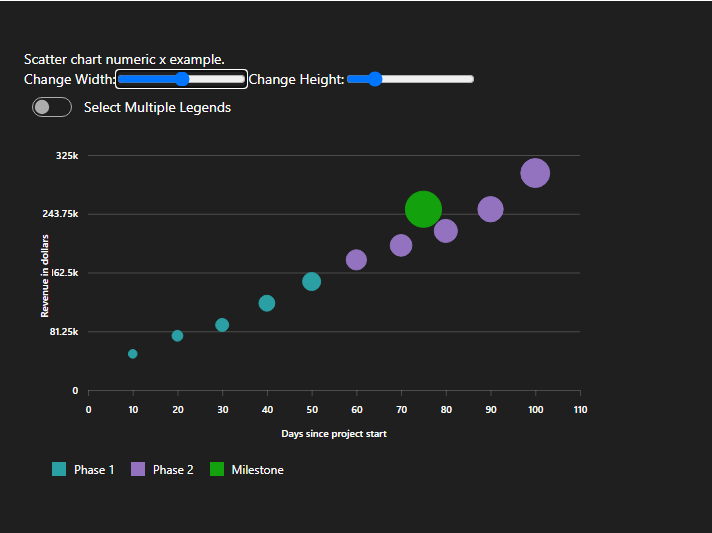 Scatter chart numeric x example.
Change Width: Change Height:
Select Multiple Legends
325k
243.75k
162.5k
81.25k
0
Revenue in dollars
0 10 20 30 40 50 60 70 80 90 100 110
Days since project start
Phase 1 Phase 2 Milestone